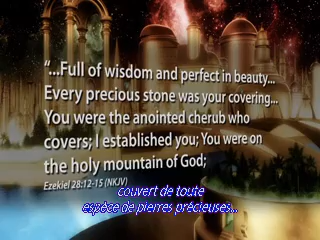 “...Full of wisdom and perfect in beauty...
Every precious stone was your covering...
You were the anointed cherub who
covers; I established you; You were on
the holy mountain of God;
Ezekiel 28:12-15 (NKJV)
couvert de toute
espèce de pierres précieuses...